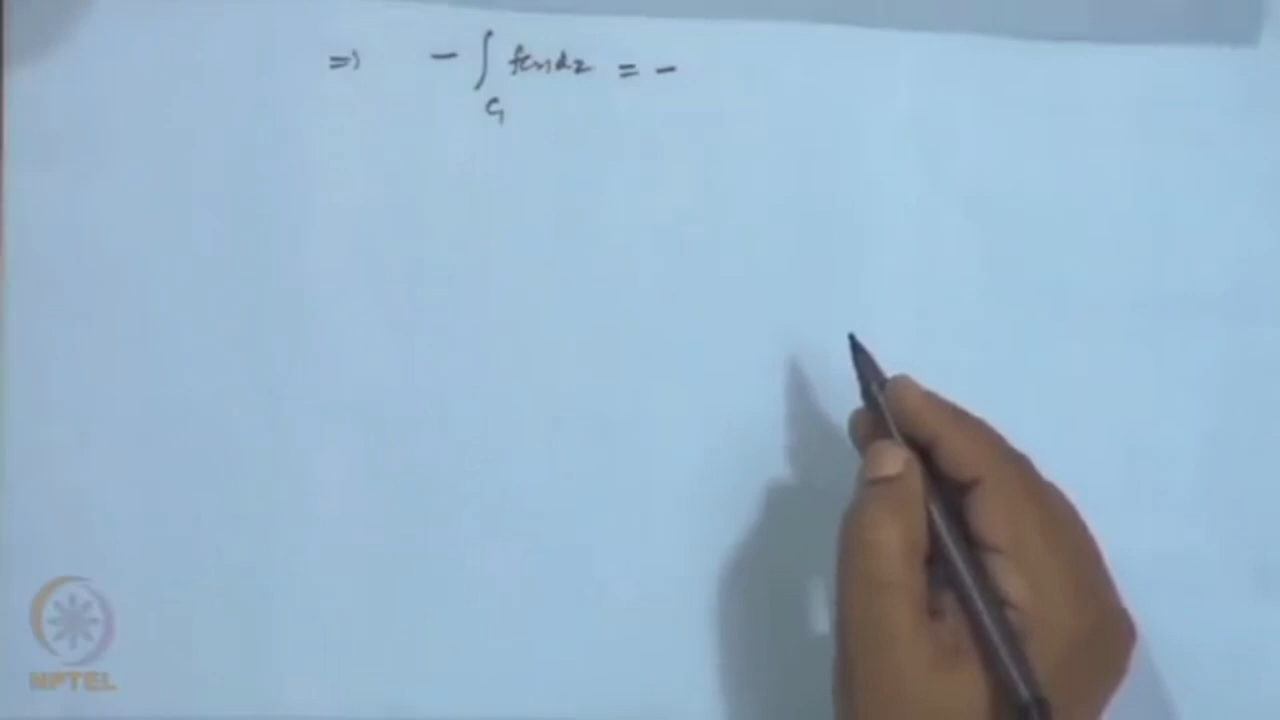 ⇒ - ∫_{C₁} f(z) dz = -
NPTEL